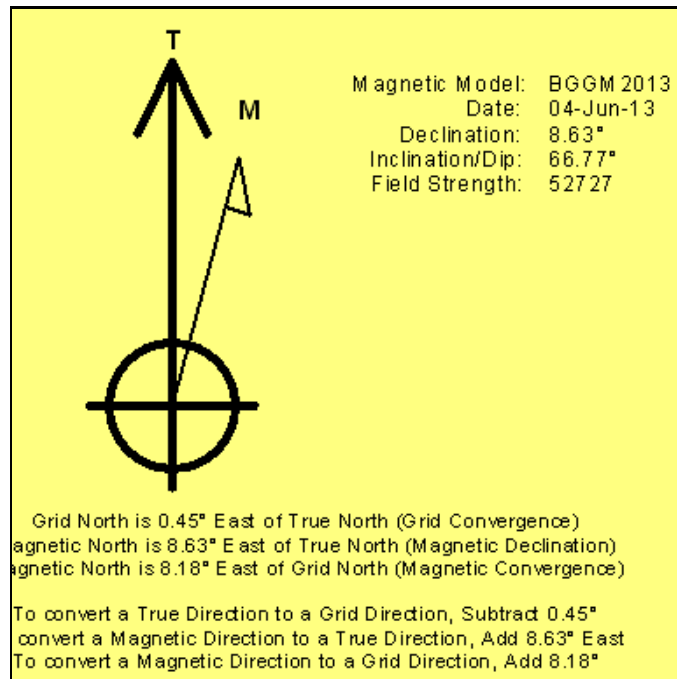 T
M
Magnetic Model: BGGM 2013
Date: 04-Jun-13
Declination: 8.63°
Inclination/Dip: 66.77°
Field Strength: 52727
Grid North is 0.45° East of True North (Grid Convergence)
agnetic North is 8.63° East of True North (Magnetic Declination)
agnetic North is 8.18° East of Grid North (Magnetic Convergence)
To convert a True Direction to a Grid Direction, Subtract 0.45°
convert a Magnetic Direction to a True Direction, Add 8.63° East
To convert a Magnetic Direction to a Grid Direction, Add 8.18°